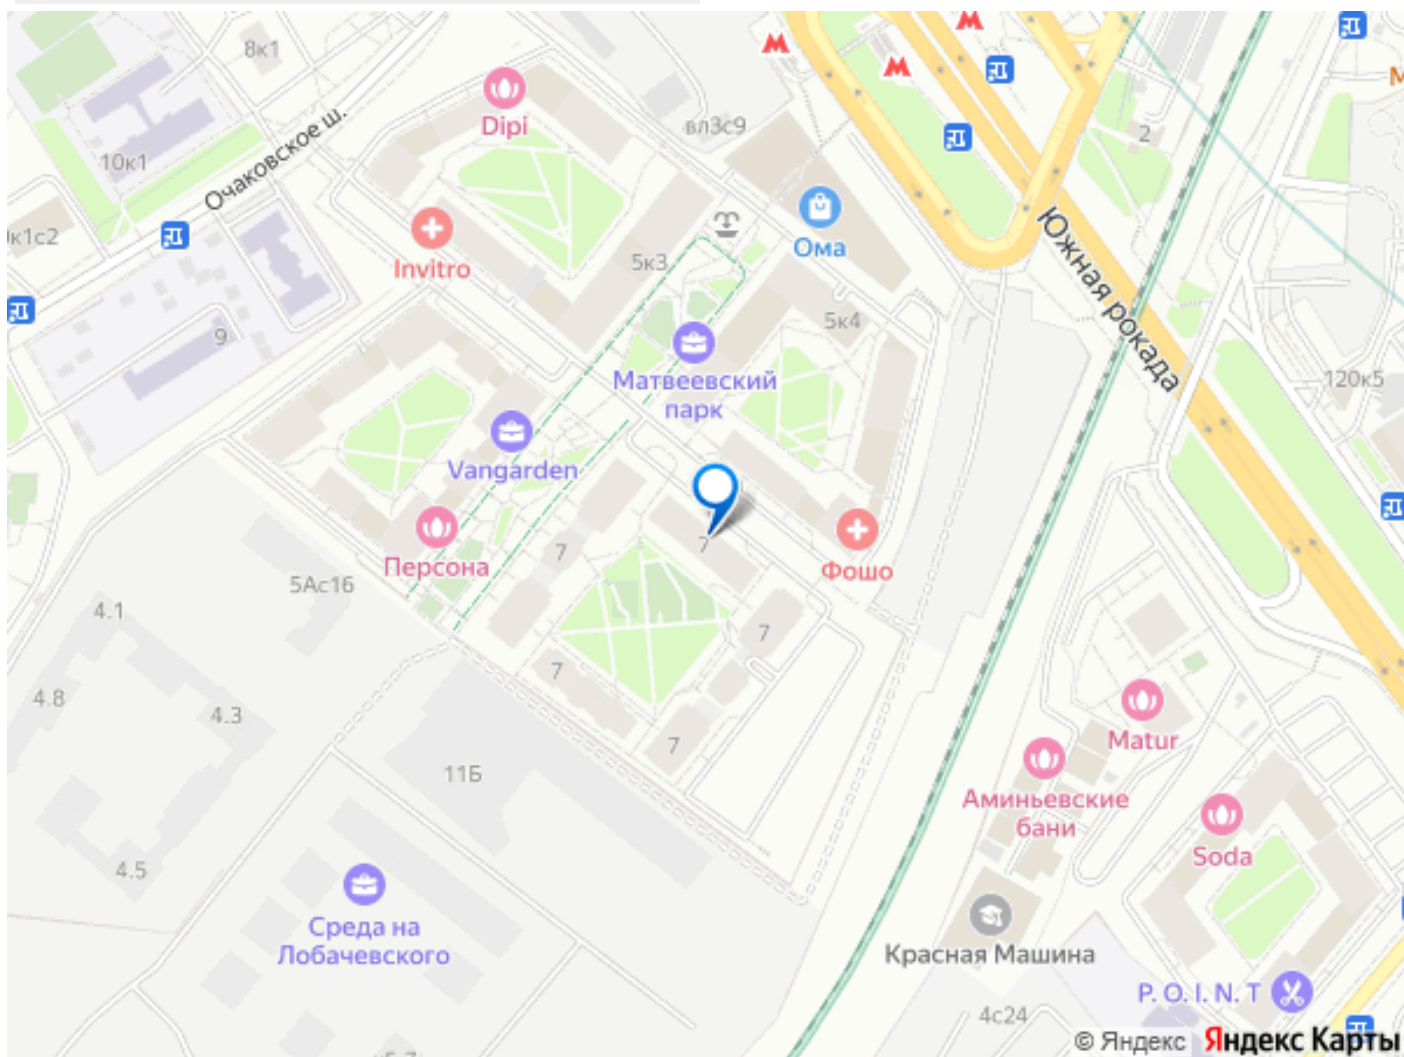 8к1
Dipi
вл3с9
2
10к1
Очаковское ш.
к1с2
Ома
Invitro
5к3
Южная рокада
5к4
9
Матвеевский
парк
120к5
Vangarden
7
7
Персона
Фошо
5Ас16
4.1
7
7
4.8
4.3
7
Matur
11Б
Аминьевские
бани
Soda
4.5
Среда на
Лобачевского
Красная Машина
P. O. I. N. T
4с24
© Яндекс Яндекс Карты